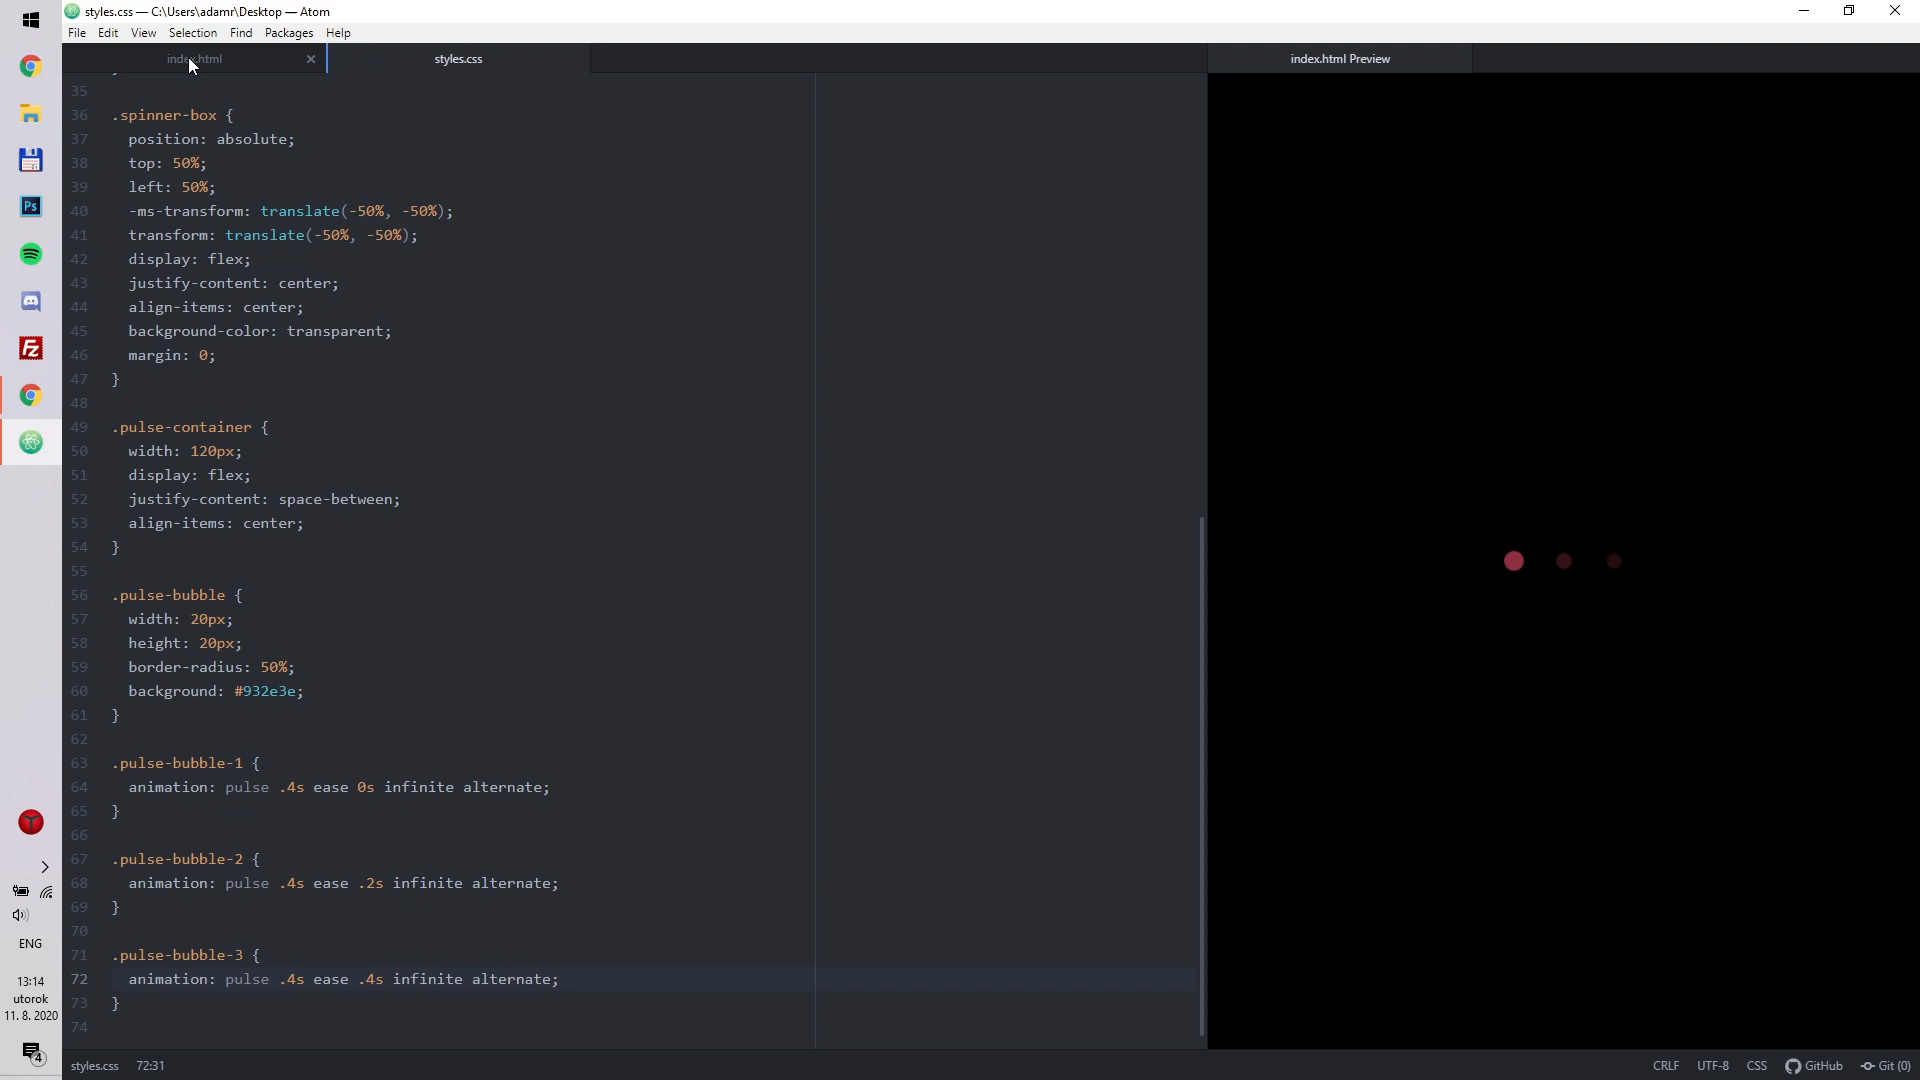 styles.css — C:\Users\adamr\Desktop — Atom
File Edit View Selection Find Packages Help
index.html styles.css index.html Preview
35
36 .spinner-box {
37 position: absolute;
38 top: 50%;
39 left: 50%;
40 -ms-transform: translate(-50%, -50%);
41 transform: translate(-50%, -50%);
42 display: flex;
43 justify-content: center;
44 align-items: center;
45 background-color: transparent;
46 margin: 0;
47 }
48
49 .pulse-container {
50 width: 120px;
51 display: flex;
52 justify-content: space-between;
53 align-items: center;
54 }
55
56 .pulse-bubble {
57 width: 20px;
58 height: 20px;
59 border-radius: 50%;
60 background: #932e3e;
61 }
62
63 .pulse-bubble-1 {
64 animation: pulse .4s ease 0s infinite alternate;
65 }
66
67 .pulse-bubble-2 {
68 animation: pulse .4s ease .2s infinite alternate;
69 }
70
71 .pulse-bubble-3 {
72 animation: pulse .4s ease .4s infinite alternate;
73 }
74
styles.css 72:31 CRLF UTF-8 CSS GitHub Git (0)
Ps
Fz
ENG
13:14
utorok
11. 8. 2020
4